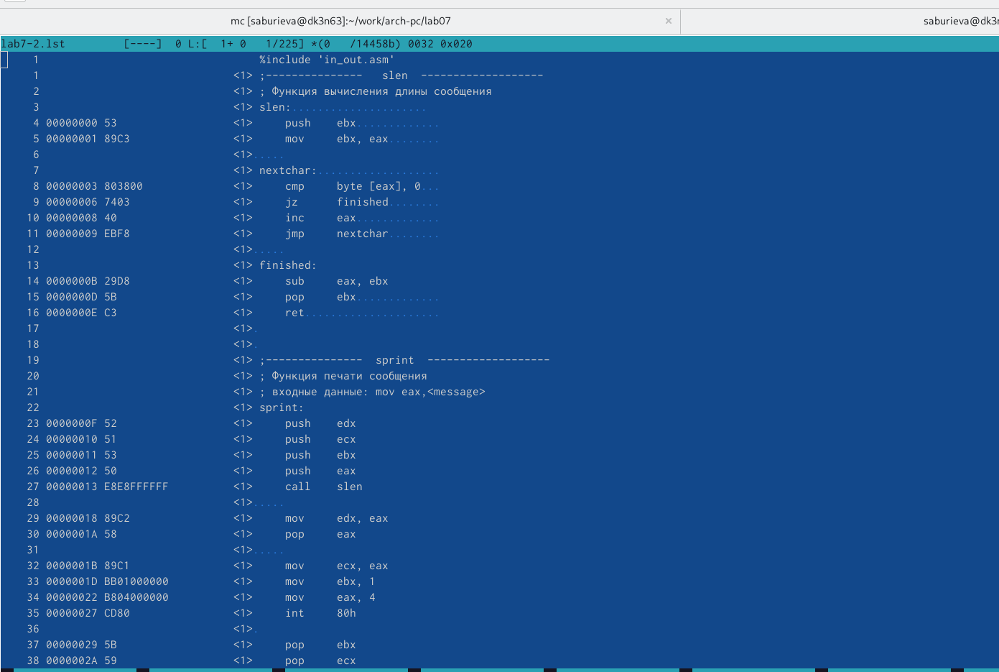 mc [saburieva@dk3n63]:~/work/arch-pc/lab07 × saburieva@dk3
lab7-2.lst [----] 0 L:[ 1+ 0 1/225] *(0 /14458b) 0032 0x020
1 %include 'in_out.asm'
1 <1> ;--------------- slen -------------------
2 <1> ; Функция вычисления длины сообщения
3 <1> slen:.....................
4 00000000 53 <1> push ebx.............
5 00000001 89C3 <1> mov ebx, eax........
6 <1>.....
7 <1> nextchar:...................
8 00000003 803800 <1> cmp byte [eax], 0...
9 00000006 7403 <1> jz finished........
10 00000008 40 <1> inc eax.............
11 00000009 EBF8 <1> jmp nextchar........
12 <1>.....
13 <1> finished:
14 0000000B 29D8 <1> sub eax, ebx
15 0000000D 5B <1> pop ebx.............
16 0000000E C3 <1> ret.....................
17 <1>.
18 <1>.
19 <1> ;--------------- sprint -------------------
20 <1> ; Функция печати сообщения
21 <1> ; входные данные: mov eax,<message>
22 <1> sprint:
23 0000000F 52 <1> push edx
24 00000010 51 <1> push ecx
25 00000011 53 <1> push ebx
26 00000012 50 <1> push eax
27 00000013 E8E8FFFFFF <1> call slen
28 <1>.....
29 00000018 89C2 <1> mov edx, eax
30 0000001A 58 <1> pop eax
31 <1>.....
32 0000001B 89C1 <1> mov ecx, eax
33 0000001D BB01000000 <1> mov ebx, 1
34 00000022 B804000000 <1> mov eax, 4
35 00000027 CD80 <1> int 80h
36 <1>.
37 00000029 5B <1> pop ebx
38 0000002A 59 <1> pop ecx